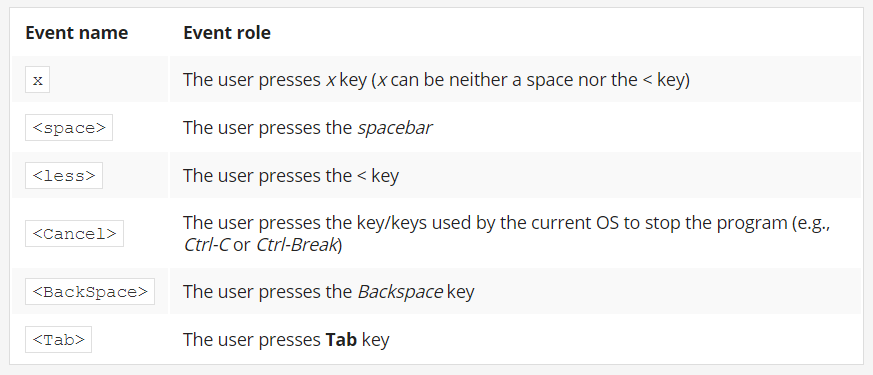 Event name Event role
x The user presses x key (x can be neither a space nor the < key)
<space> The user presses the spacebar
<less> The user presses the < key
<Cancel> The user presses the key/keys used by the current OS to stop the program (e.g.,
Ctrl-C or Ctrl-Break)
<BackSpace> The user presses the Backspace key
<Tab> The user presses Tab key